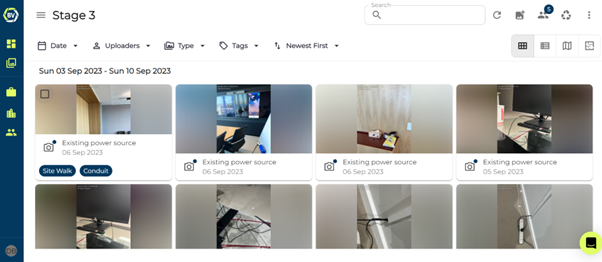 BV
Stage 3
Search
5
Date
Uploaders
Type
Tags
Newest First
Sun 03 Sep 2023 - Sun 10 Sep 2023
Existing power source
06 Sep 2023
Site Walk
Conduit
Existing power source
06 Sep 2023
Existing power source
06 Sep 2023
Existing power source
05 Sep 2023